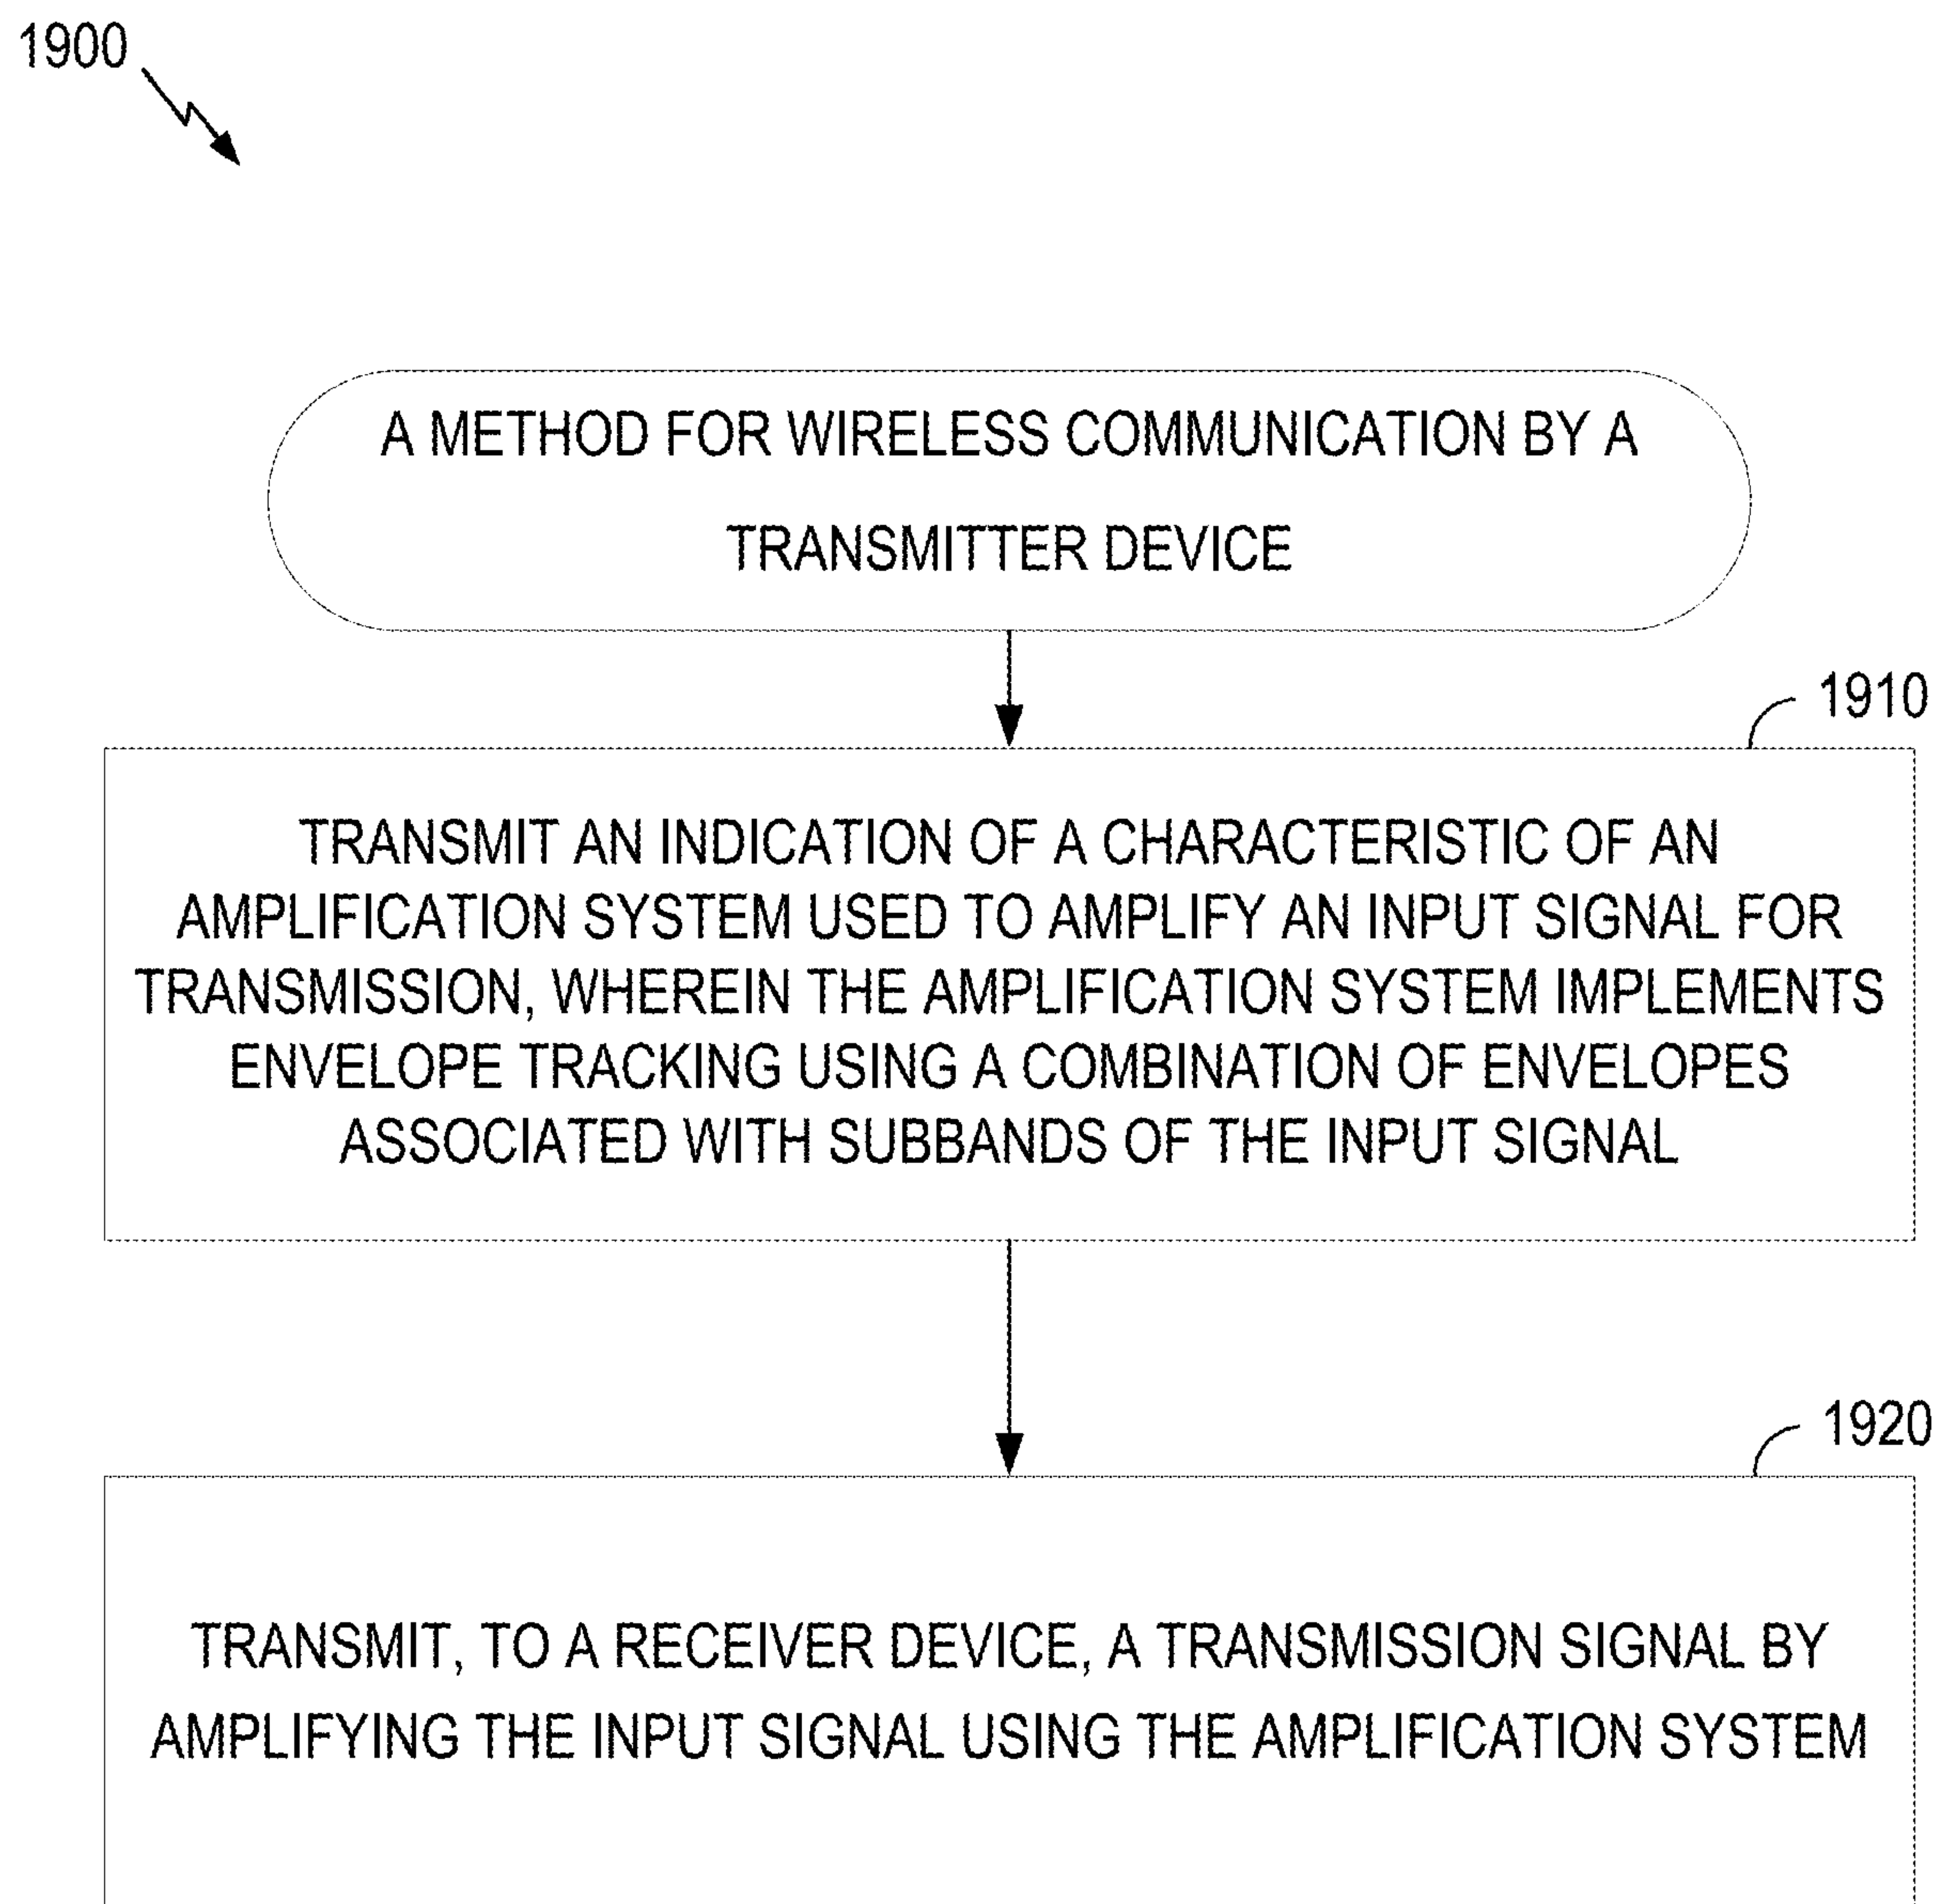 1900
A METHOD FOR WIRELESS COMMUNICATION BY A
TRANSMITTER DEVICE
1910
TRANSMIT AN INDICATION OF A CHARACTERISTIC OF AN
AMPLIFICATION SYSTEM USED TO AMPLIFY AN INPUT SIGNAL FOR
TRANSMISSION, WHEREIN THE AMPLIFICATION SYSTEM IMPLEMENTS
ENVELOPE TRACKING USING A COMBINATION OF ENVELOPES
ASSOCIATED WITH SUBBANDS OF THE INPUT SIGNAL
1920
TRANSMIT, TO A RECEIVER DEVICE, A TRANSMISSION SIGNAL BY
AMPLIFYING THE INPUT SIGNAL USING THE AMPLIFICATION SYSTEM